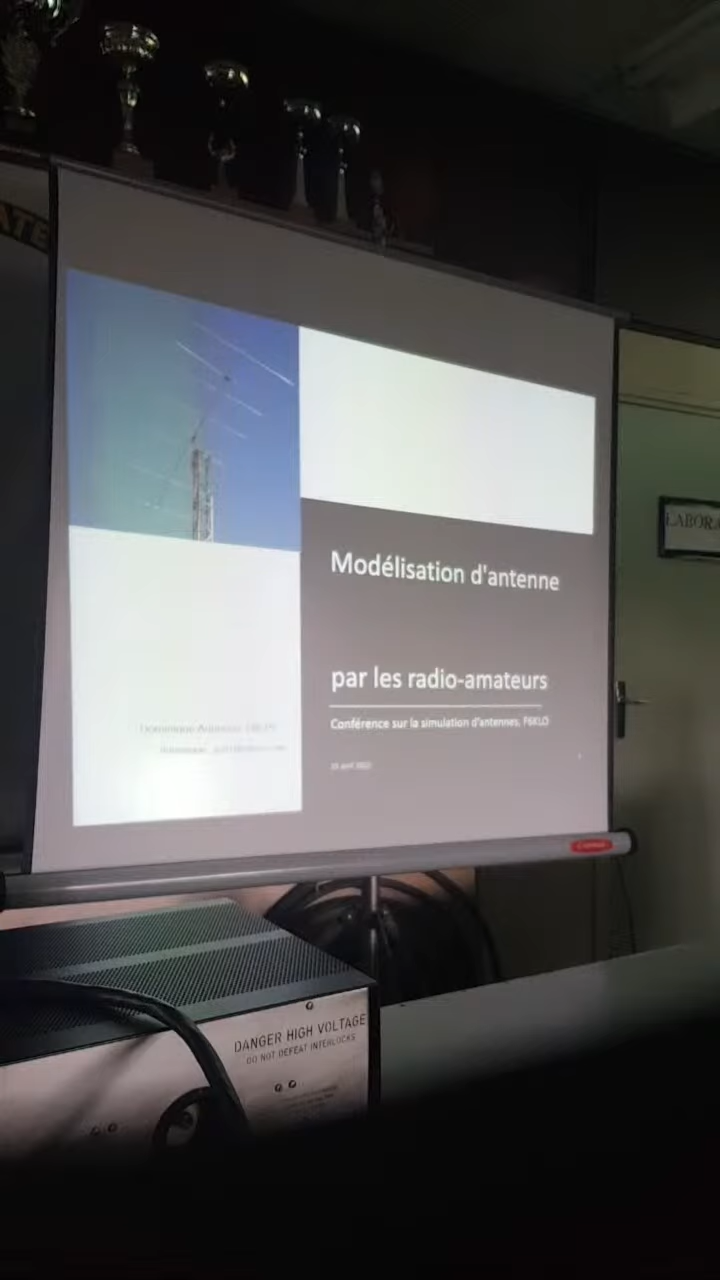 Modélisation d'antenne
par les radio-amateurs
Conférence sur la simulation d'antennes, F6KLO
DANGER HIGH VOLTAGE
DO NOT DEFEAT INTERLOCKS
LABORA